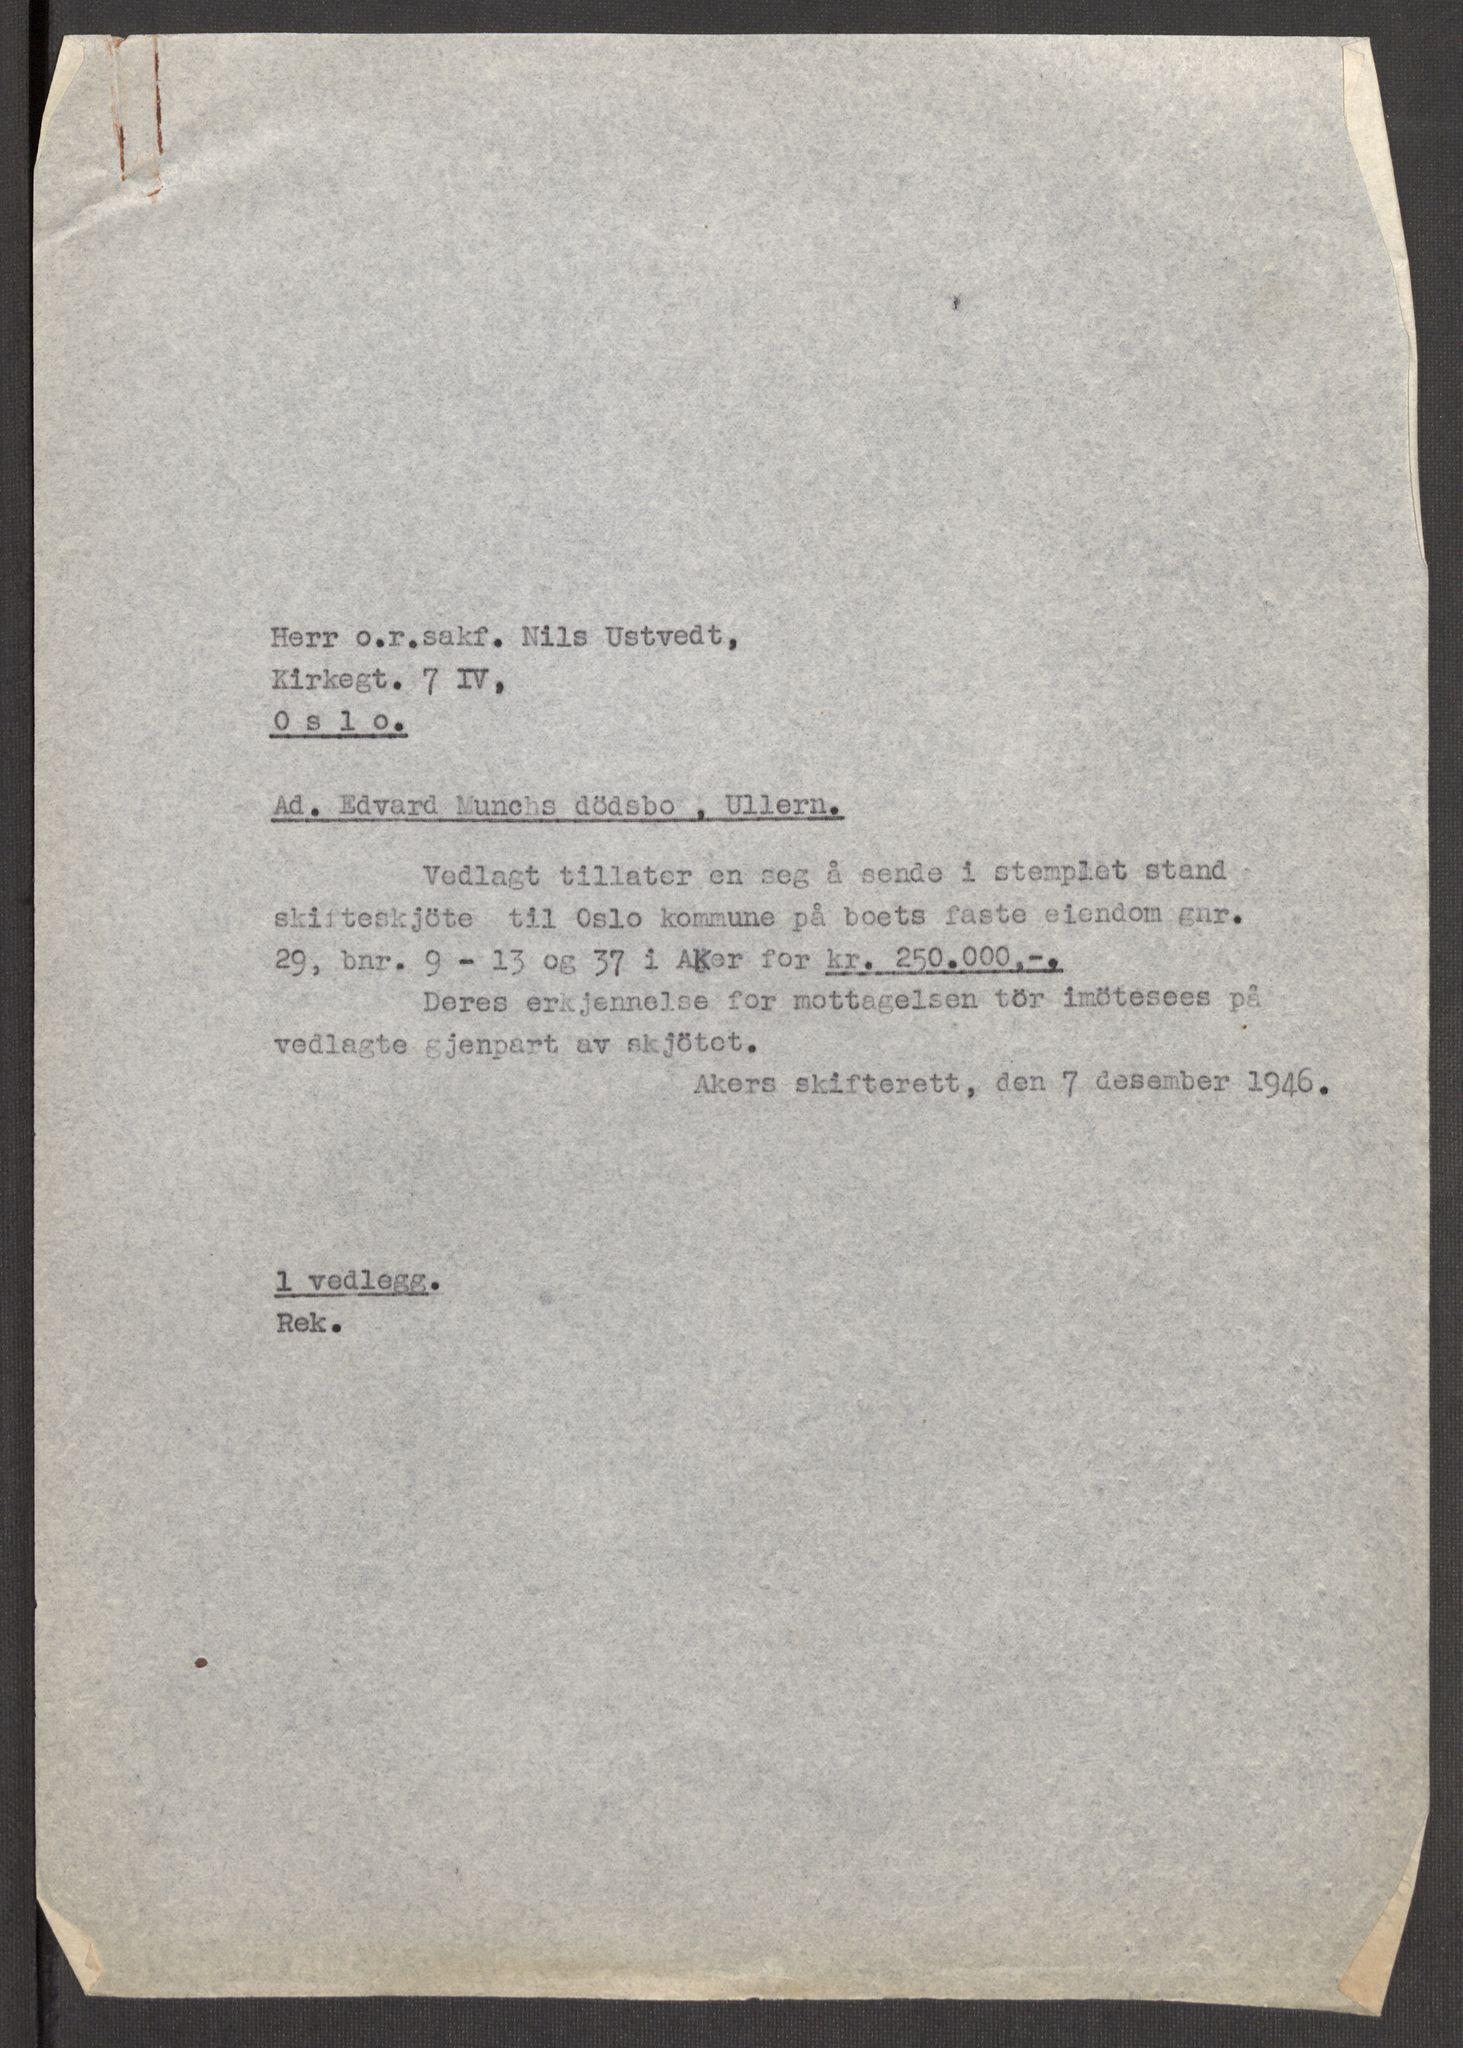 Herr o.r.sakf. Nils Ustvedt,
Kirkegt. 7 IV,
O s l o.
Ad. Edvard Munchs dödsbo , Ullern.
Vedlagt tillater en seg å sende i stemplet stand
skifteskjöte til Oslo kommune på boets faste eiendom gnr.
29, bnr. 9 - 13 og 37 i AKer for kr. 250.000,-.
Deres erkjennelse for mottagelsen tör imötesees på
vedlagte gjenpart av skjötet.
Akers skifterett, den 7 desember 1946.
1 vedlegg.
Rek.